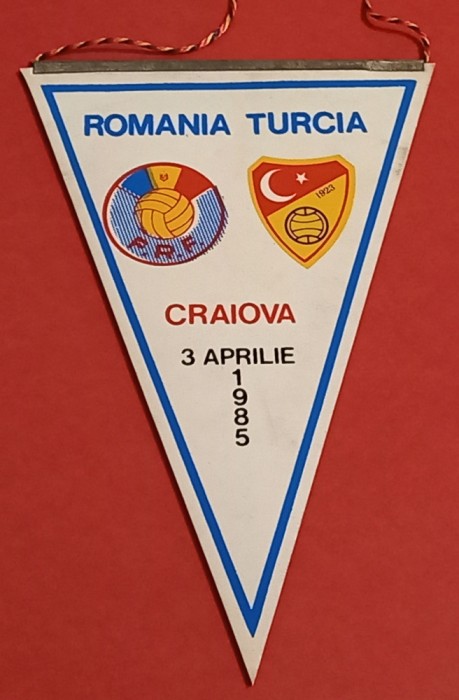 ROMANIA TURCIA
F.R.F.
1923
CRAIOVA
3 APRILIE
1
9
8
5